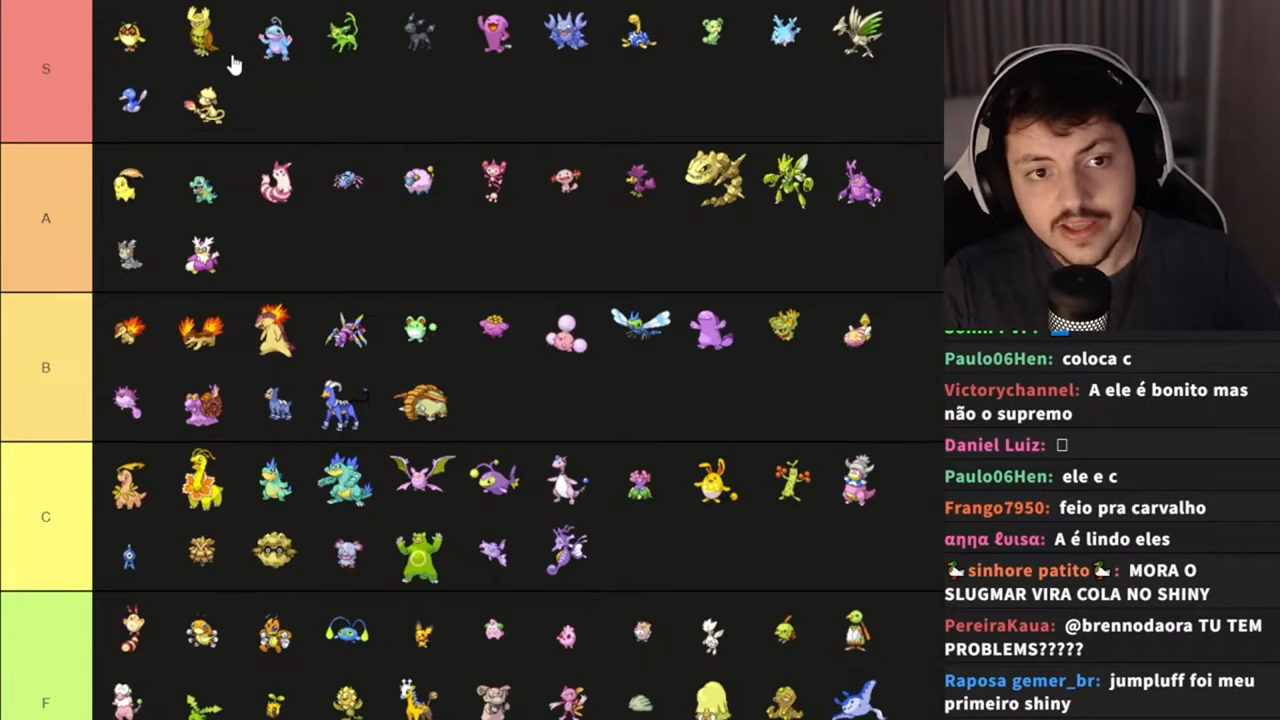 S
A
B
C
F
Paulo06Hen: coloca c
Victorychannel: A ele é bonito mas
não o supremo
Daniel Luiz:
Paulo06Hen: ele e c
Frango7950: feio pra carvalho
αηηα ℓυιѕα: A é lindo eles
sinhore patito : MORA O
SLUGMAR VIRA COLA NO SHINY
PereiraKaua: @brennodaora TU TEM
PROBLEMS?????
Raposa gemer_br: jumpluff foi meu
primeiro shiny